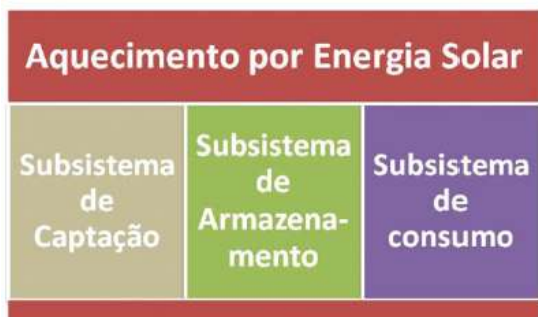 Aquecimento por Energia Solar
Subsistema
de
Captação
Subsistema
de
Armazena-
mento
Subsistema
de
consumo